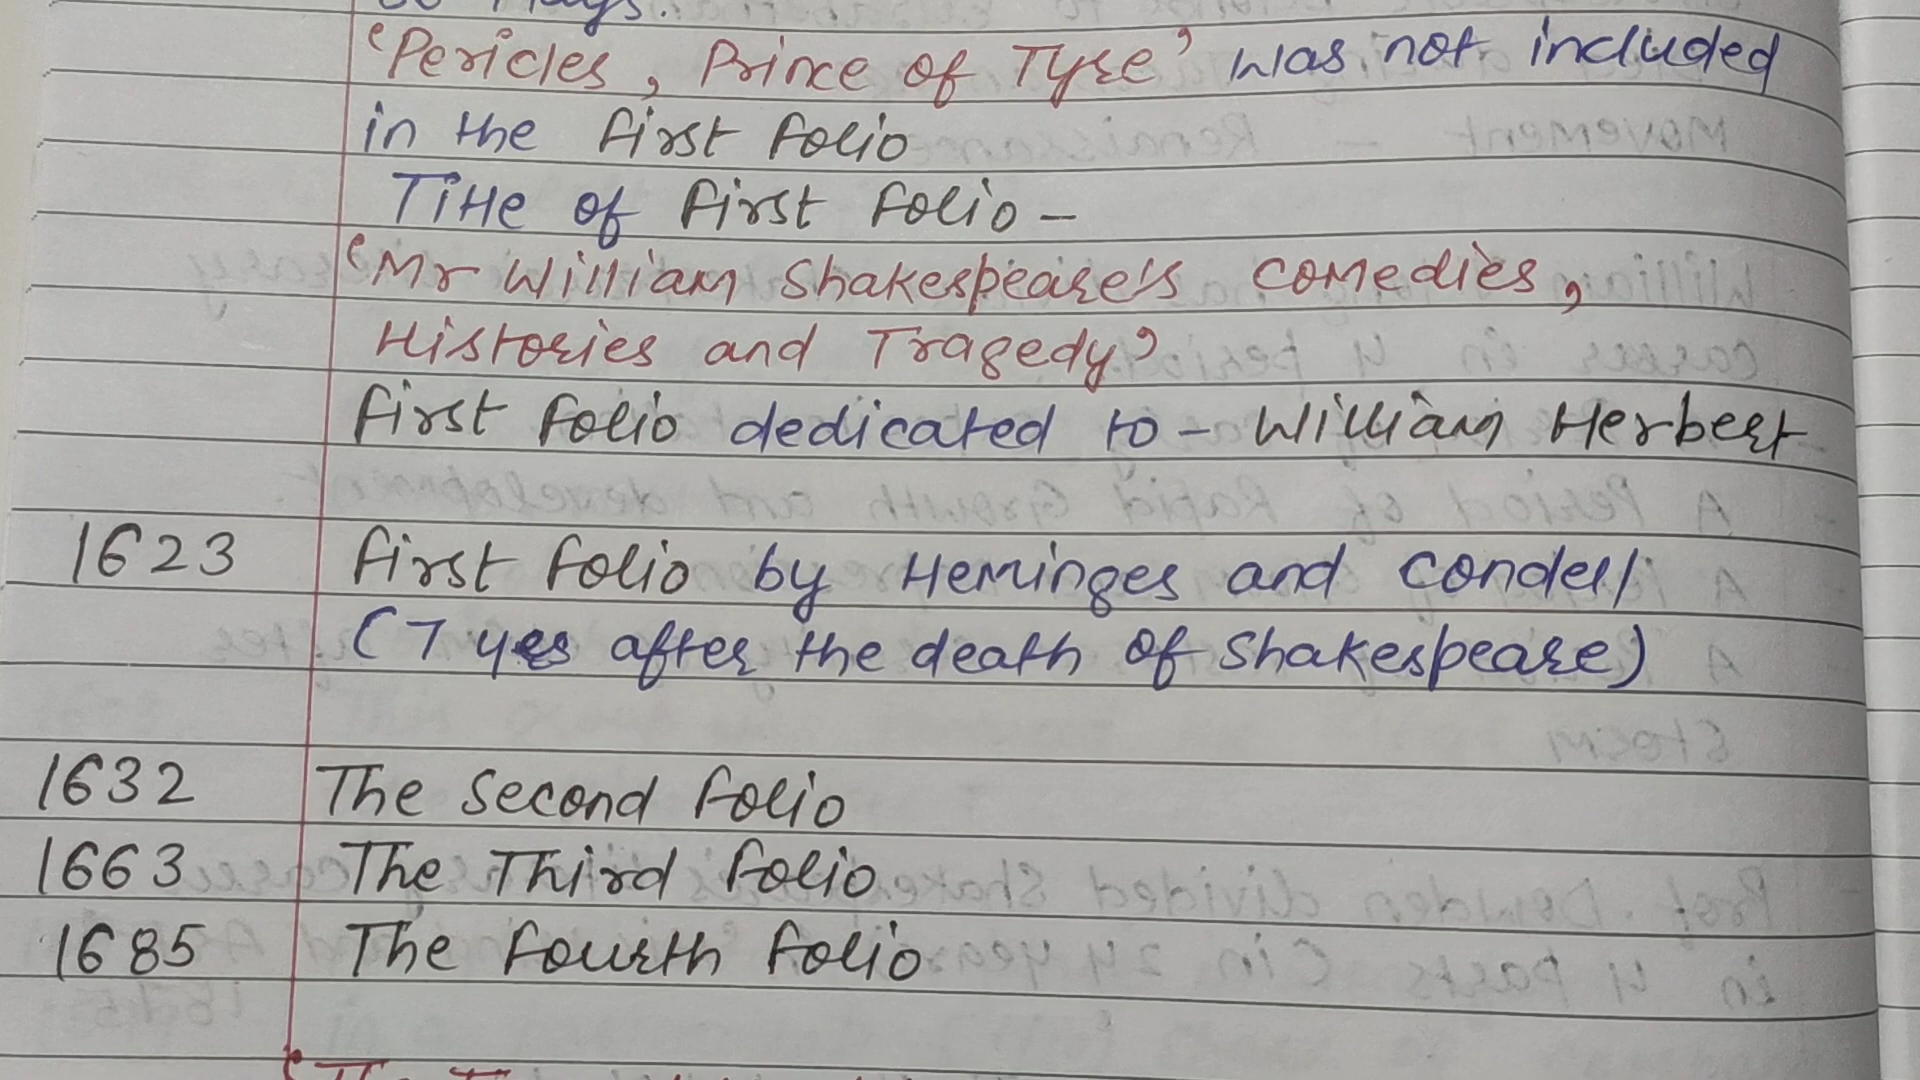 Plays.
'Pericles, Prince of Tyre' was not included
in the first folio
Title of first folio -
'Mr William Shakespeare's comedies,
Histories and Tragedy'
first folio dedicated to - William Herbert
1623 first folio by Heminges and Condell
(7 yrs after the death of Shakespeare)
1632 The Second folio
1663 The Third folio
1685 The fourth folio